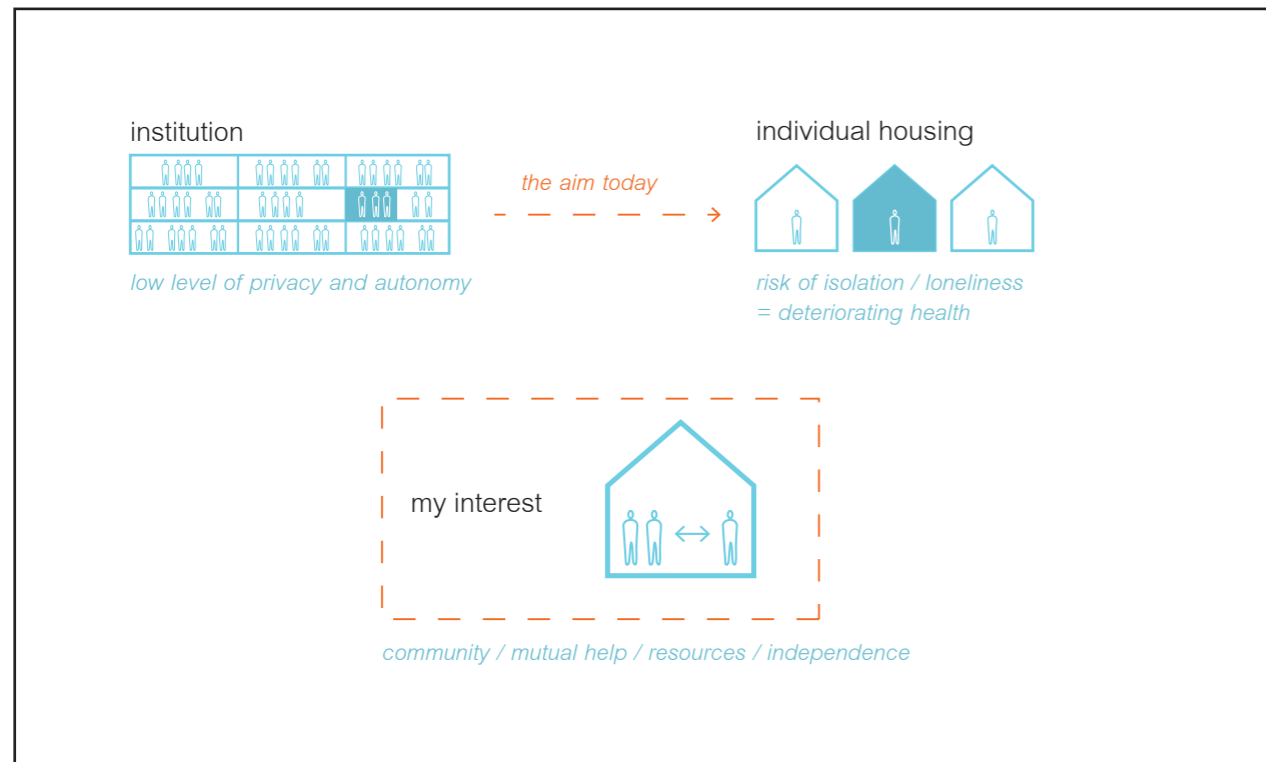 institution
individual housing
the aim today
low level of privacy and autonomy
risk of isolation / loneliness
= deteriorating health
my interest
community / mutual help / resources / independence